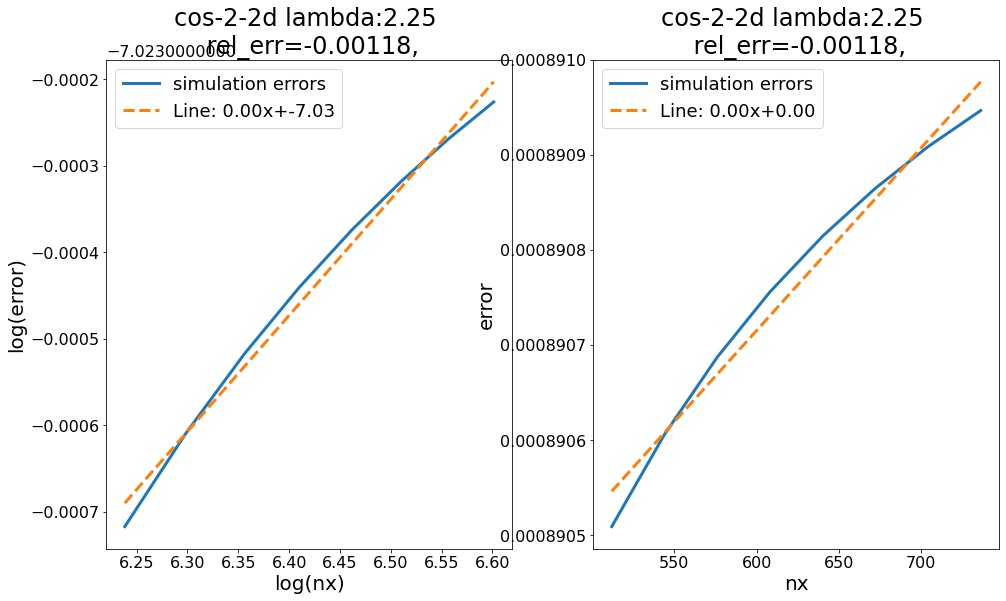 cos-2-2d lambda:2.25
rel_err=-0.00118,
−7.0230000000
−0.0002
−0.0003
−0.0004
−0.0005
−0.0006
−0.0007
log(error)
simulation errors
Line: 0.00x+-7.03
6.25
6.30
6.35
6.40
6.45
6.50
6.55
6.60
log(nx)
cos-2-2d lambda:2.25
rel_err=-0.00118,
0.0008910
0.0008909
0.0008908
0.0008907
0.0008906
0.0008905
error
simulation errors
Line: 0.00x+0.00
550
600
650
700
nx